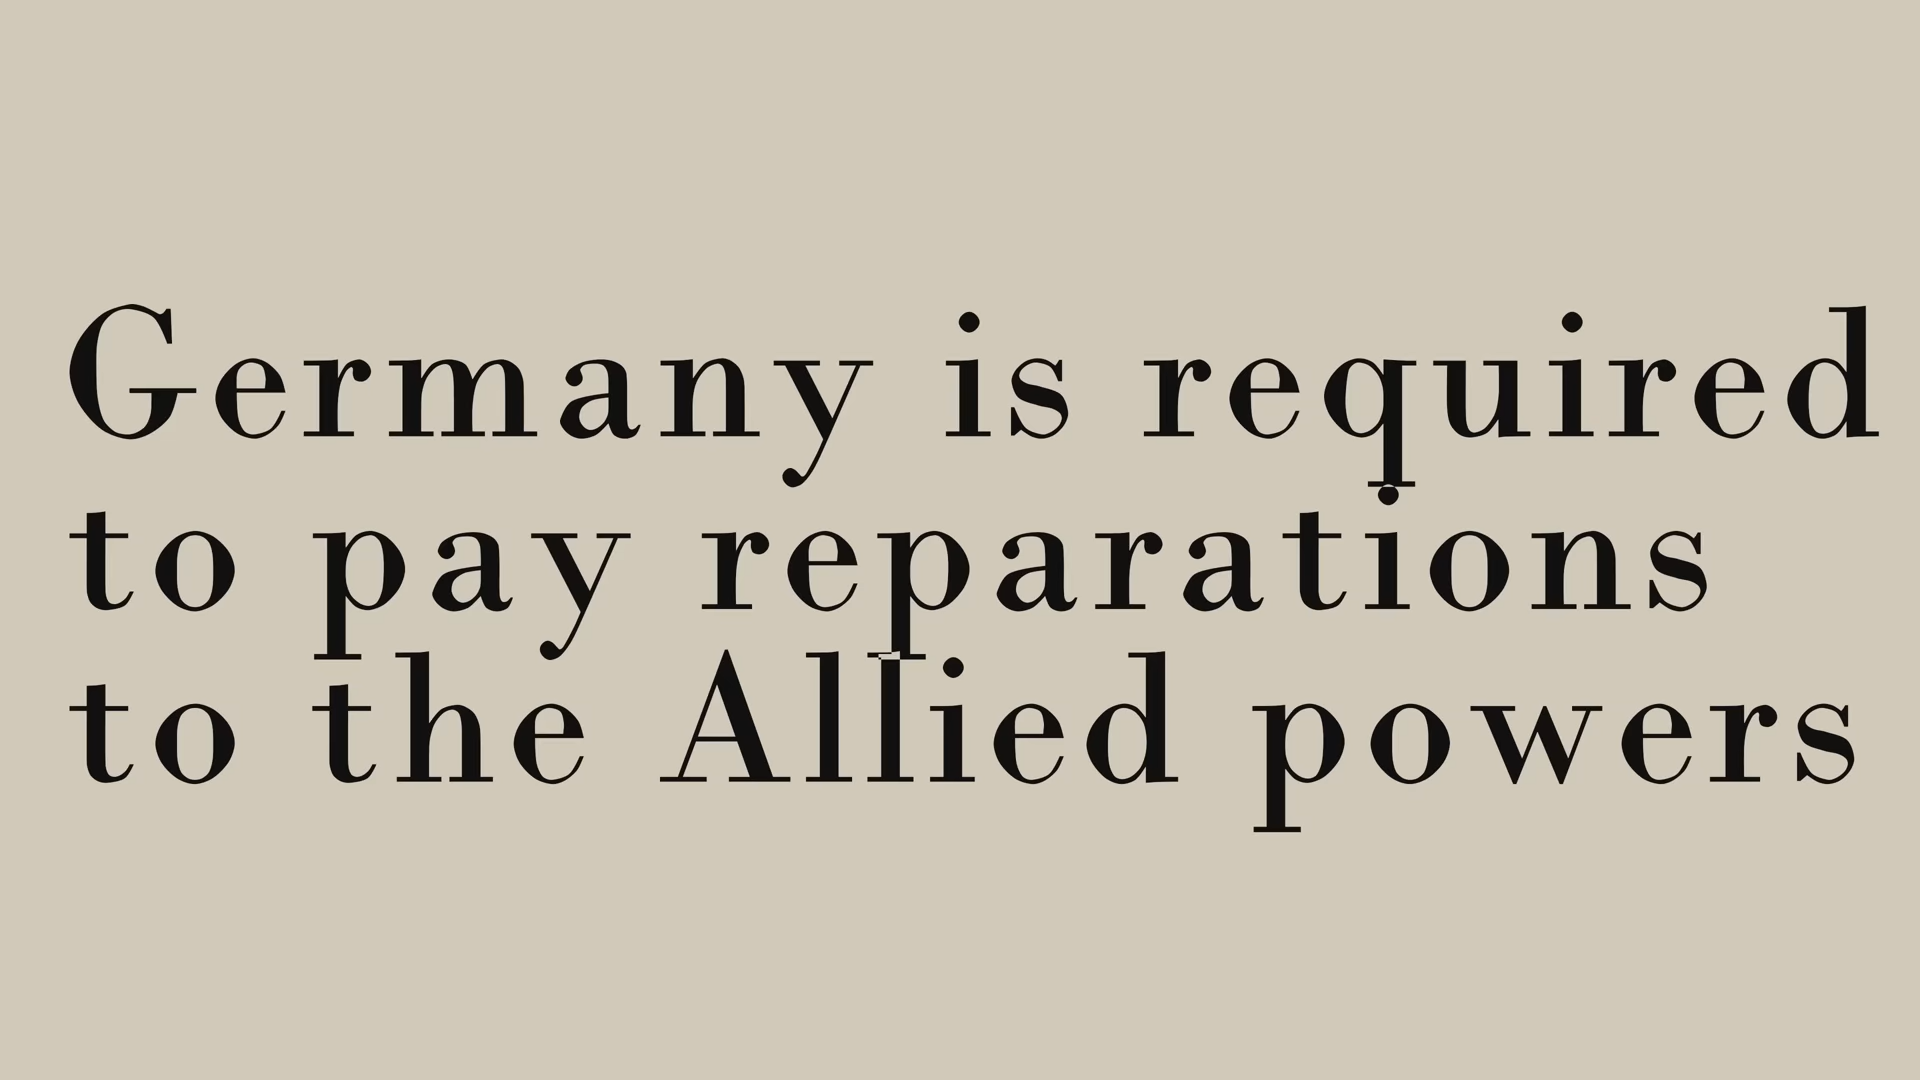 Germany is required
to pay reparations
to the Allied powers